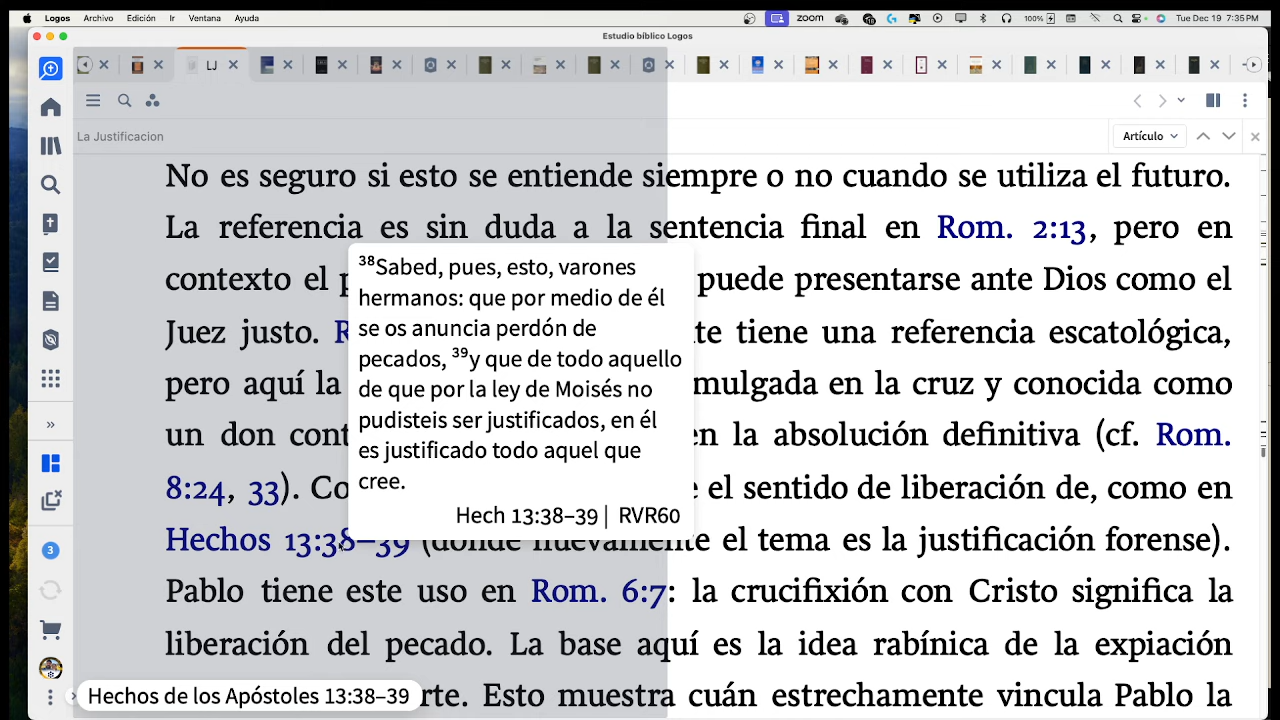 Logos Archivo Edición Ir Ventana Ayuda zoom 100% Tue Dec 19 7:35 PM
Estudio bíblico Logos
LJ
La Justificacion
Artículo
No es seguro si esto se entiende siempre o no cuando se utiliza el futuro.
La referencia es sin duda a la sentencia final en Rom. 2:13, pero en
contexto el p puede presentarse ante Dios como el
Juez justo. R te tiene una referencia escatológica,
pero aquí la mulgada en la cruz y conocida como
un don cont en la absolución definitiva (cf. Rom.
8:24, 33). Co e el sentido de liberación de, como en
Hechos 13:38–39 (donde nuevamente el tema es la justificación forense).
Pablo tiene este uso en Rom. 6:7: la crucifixión con Cristo significa la
liberación del pecado. La base aquí es la idea rabínica de la expiación
rte. Esto muestra cuán estrechamente vincula Pablo la
38Sabed, pues, esto, varones
hermanos: que por medio de él
se os anuncia perdón de
pecados, 39y que de todo aquello
de que por la ley de Moisés no
pudisteis ser justificados, en él
es justificado todo aquel que
cree.
Hech 13:38–39 | RVR60
3
Hechos de los Apóstoles 13:38–39